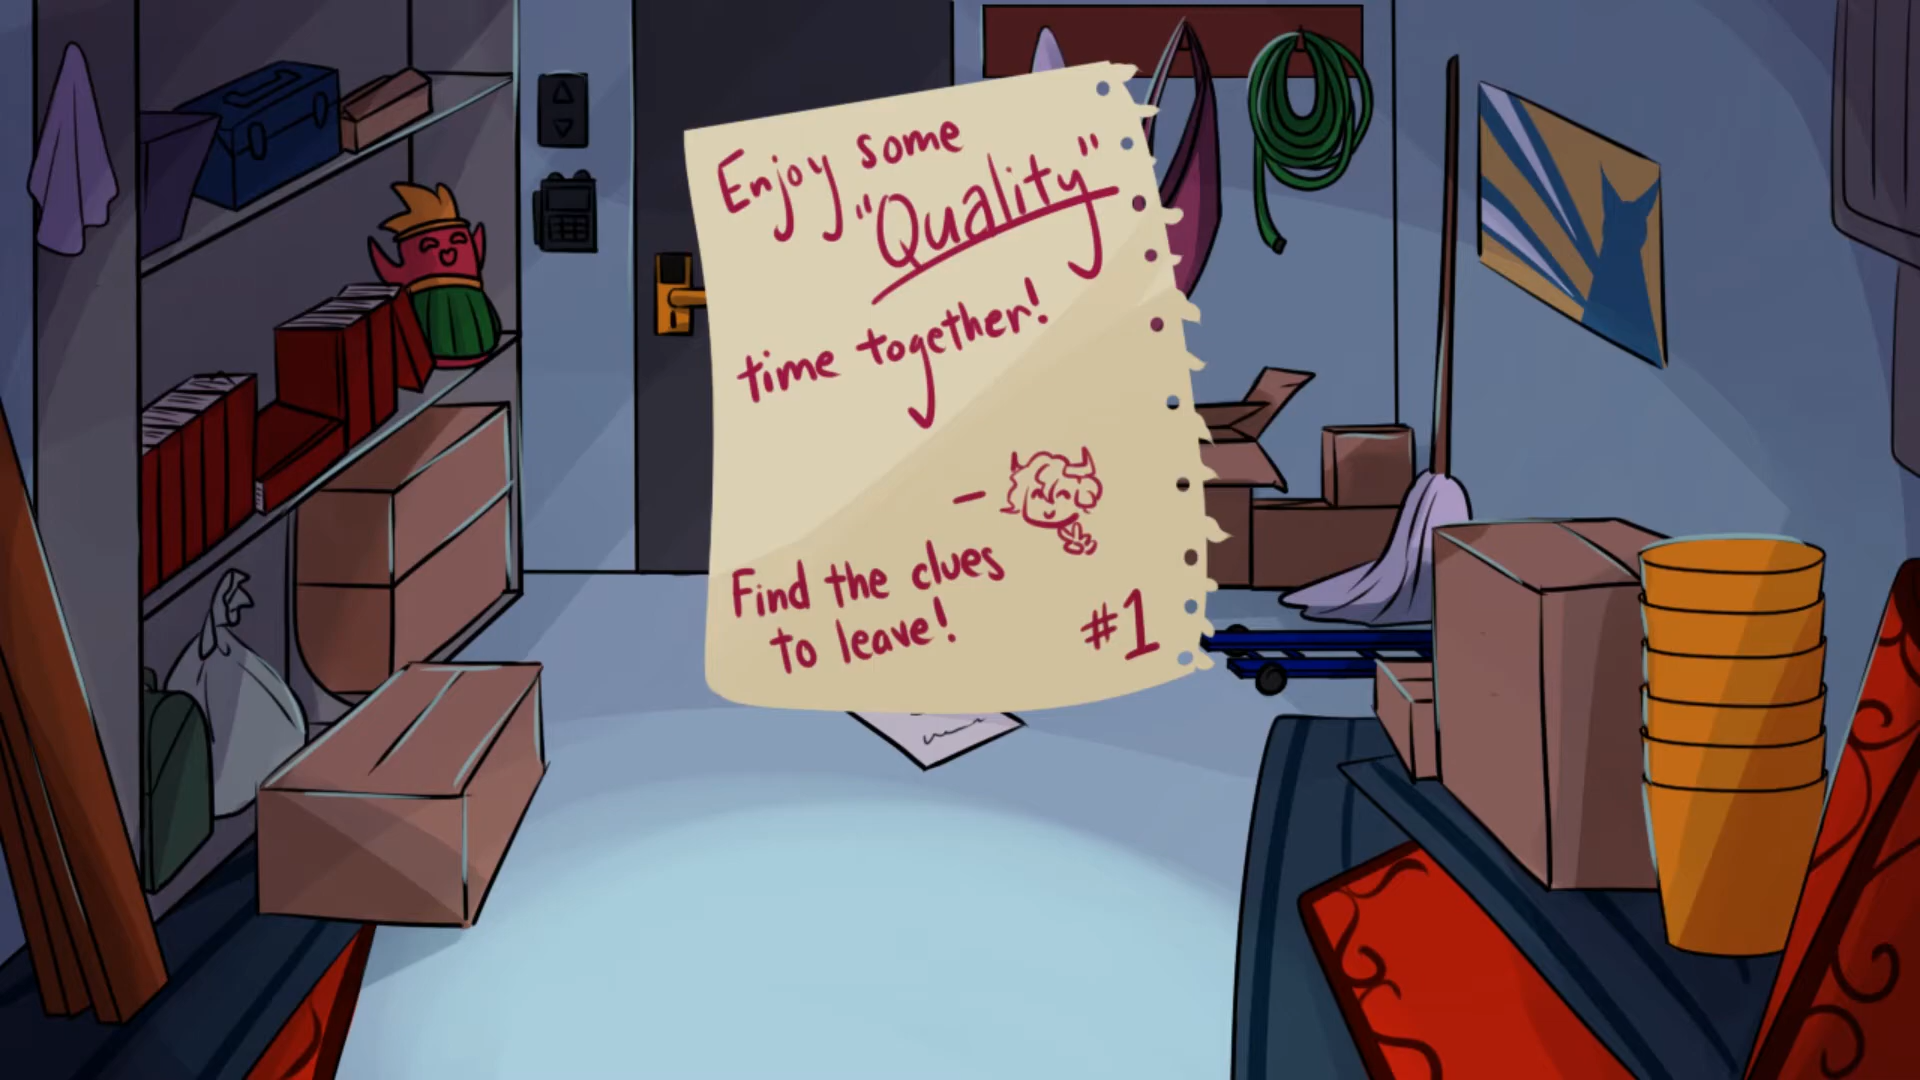 Enjoy some
"Quality"
time together!
-
Find the clues
to leave!
#1